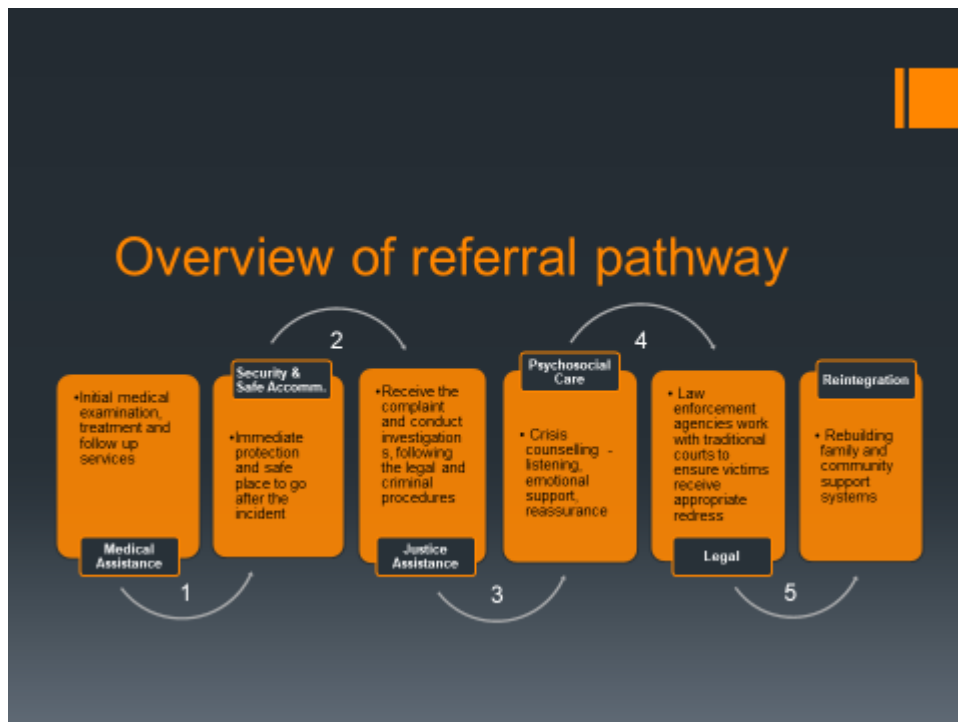 Overview of referral pathway
•Initial medical
examination,
treatment and
follow up
services
Medical
Assistance
1
Security &
Safe Accomm.
•Immediate
protection
and safe
place to go
after the
incident
2
•Receive the
complaint
and conduct
investigation
s, following
the legal and
criminal
procedures
Justice
Assistance
3
Psychosocial
Care
• Crisis
counselling -
listening,
emotional
support,
reassurance
4
• Law
enforcement
agencies work
with traditional
courts to
ensure victims
receive
appropriate
redress
Legal
5
Reintegration
• Rebuilding
family and
community
support
systems